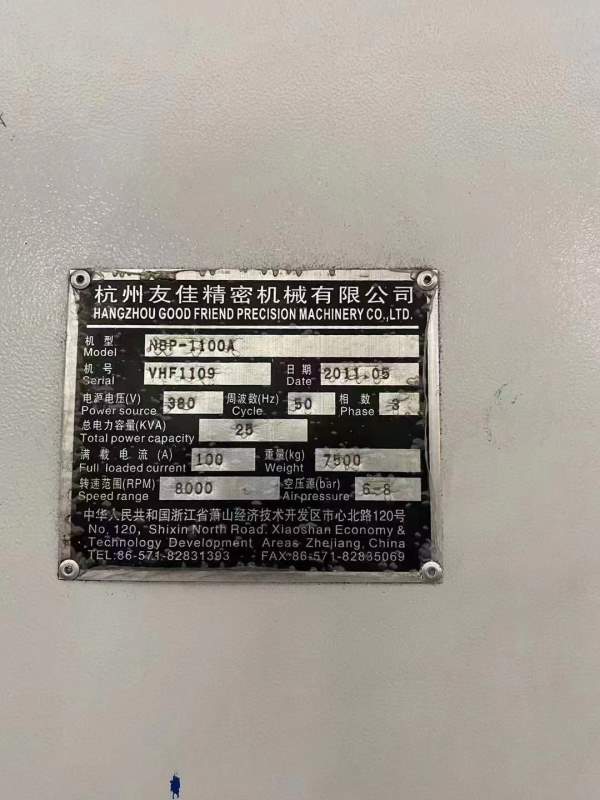 杭州友佳精密机械有限公司
HANGZHOU GOOD FRIEND PRECISION MACHINERY CO.,LTD.
机型 Model NBP-1100A
机号 Serial VHF1109 日期 Date 2011.05
电源电压(V) Power source 380 周波数(Hz) Cycle 50 相数 Phase 3
总电力容量(KVA) Total power capacity 25
满载电流(A) Full loaded current 100 重量(kg) Weight 7500
转速范围(RPM) Speed range 8000 空压源(bar) Air pressure 6-8
中华人民共和国浙江省萧山经济技术开发区市心北路120号
No, 120, Shixin North Road. Xiaoshan Economy &
Technology Development Areas Zhejiang, China
TEL:86-571-82831393 FAX:86-571-82835069